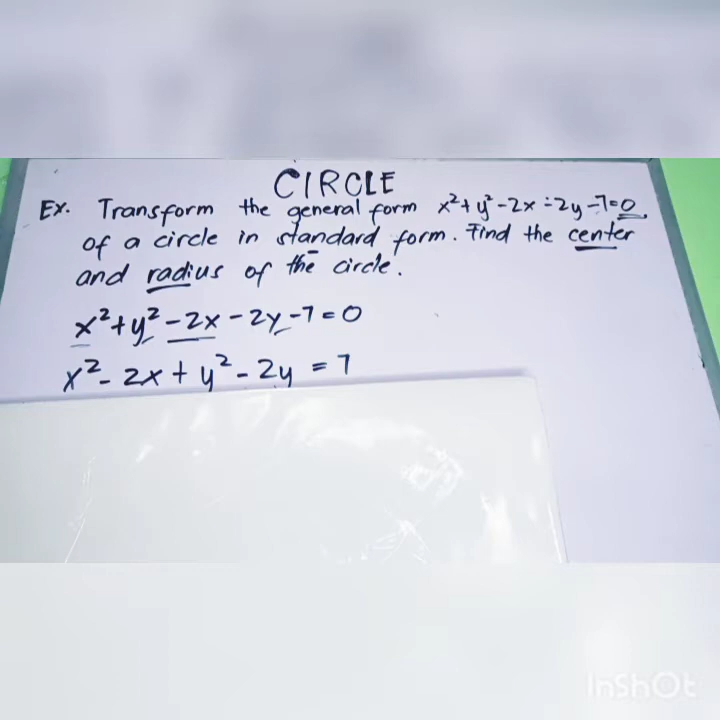 CIRCLE
Ex. Transform the general form x²+y²-2x-2y-7=0
of a circle in standard form. Find the center
and radius of the circle.
x²+y²-2x-2y-7=0
x²-2x+y²-2y=7
InShOt